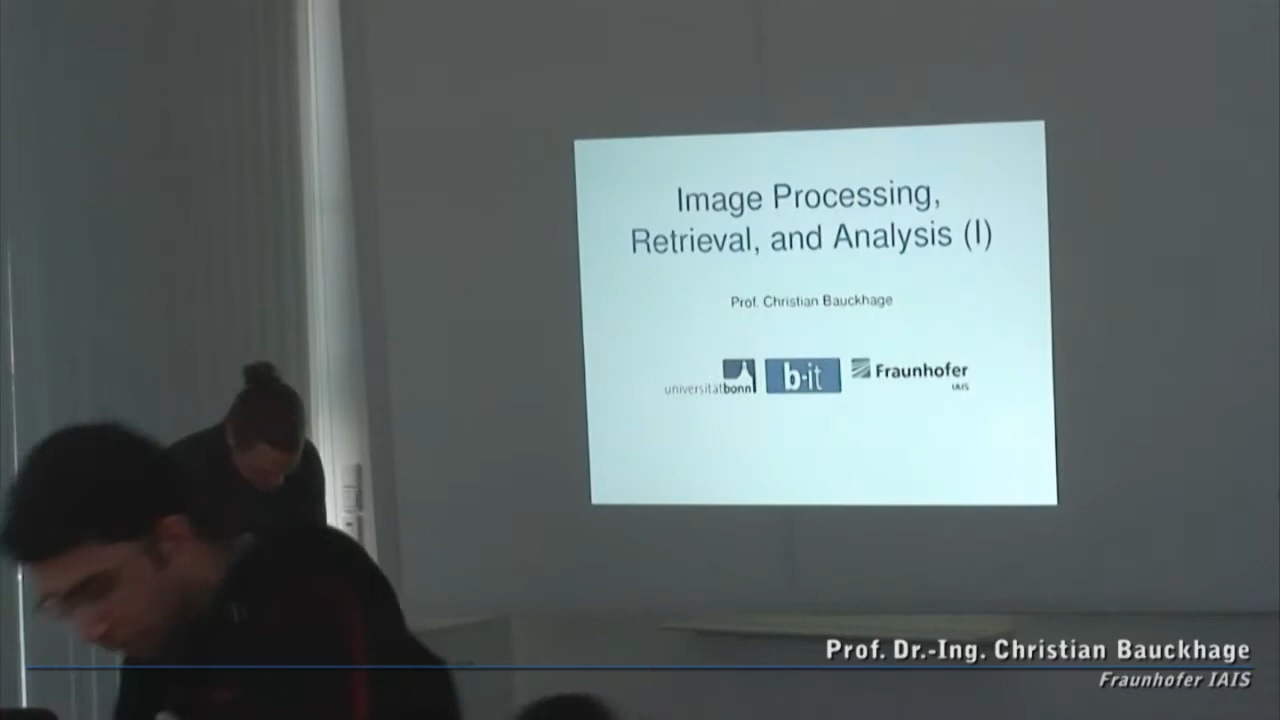 Image Processing,
Retrieval, and Analysis (I)
Prof. Christian Bauckhage
universitätbonn
b-it
Fraunhofer
IAIS
Prof. Dr.-Ing. Christian Bauckhage
Fraunhofer IAIS